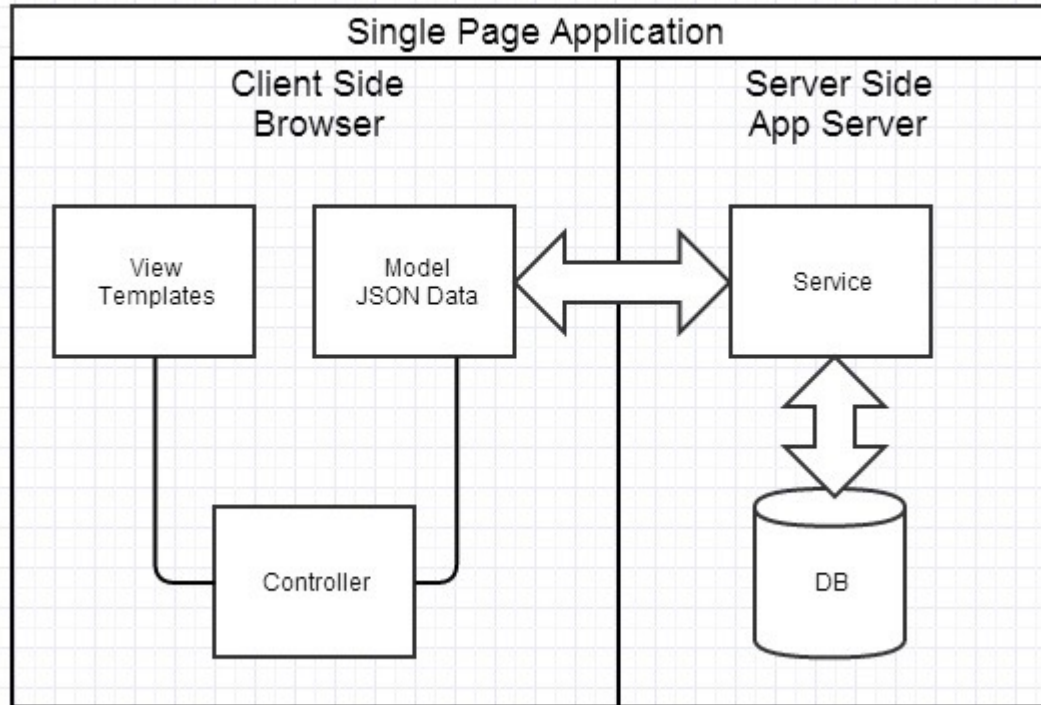 Single Page Application
Client Side
Browser
Server Side
App Server
View
Templates
Model
JSON Data
Service
Controller
DB